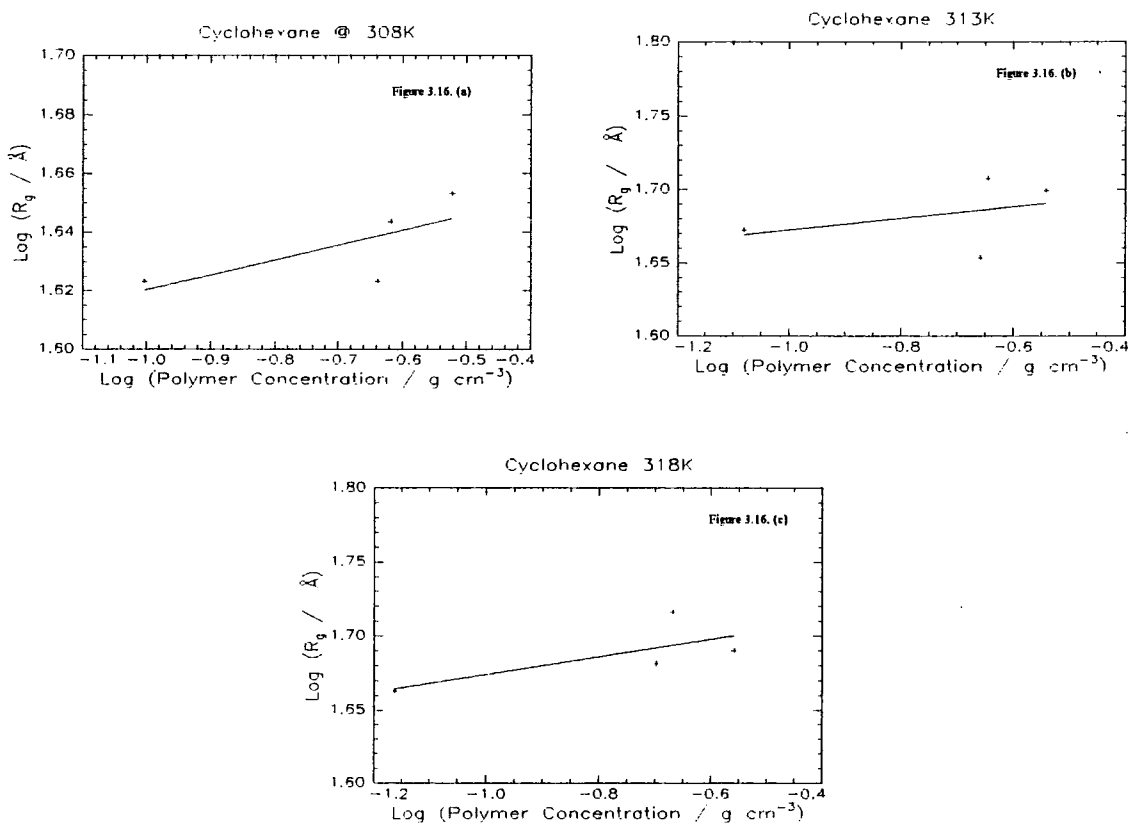 Cyclohexane @ 308K
Figure 3.16. (a)
Log (Rg / Å)
1.70
1.68
1.66
1.64
1.62
1.60
−1.1 −1.0 −0.9 −0.8 −0.7 −0.6 −0.5 −0.4
Log (Polymer Concentration / g cm⁻³)
Cyclohexane 313K
Figure 3.16. (b)
Log (Rg / Å)
1.80
1.75
1.70
1.65
1.60
−1.2 −1.0 −0.8 −0.6 −0.4
Log (Polymer Concentration / g cm⁻³)
Cyclohexane 318K
Figure 3.16. (c)
Log (Rg / Å)
1.80
1.75
1.70
1.65
1.60
−1.2 −1.0 −0.8 −0.6 −0.4
Log (Polymer Concentration / g cm⁻³)